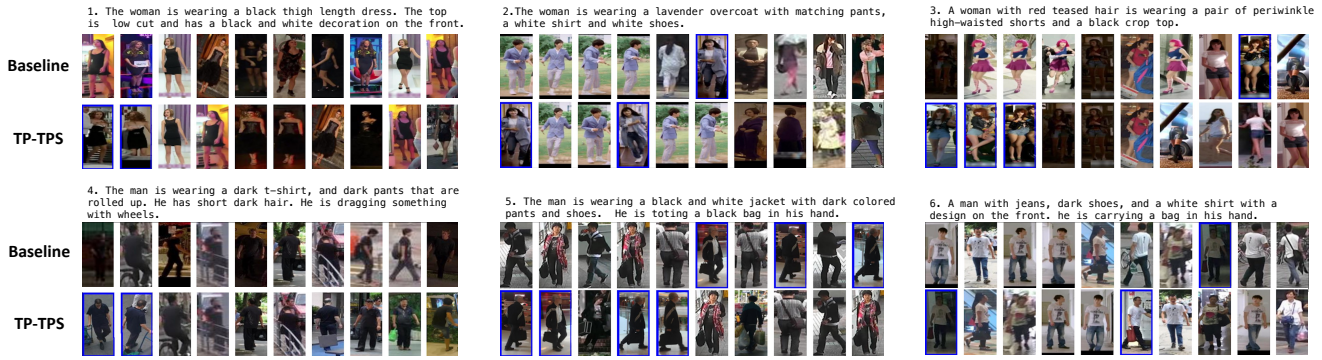 1. The woman is wearing a black thigh length dress. The top
is low cut and has a black and white decoration on the front.
2.The woman is wearing a lavender overcoat with matching pants,
a white shirt and white shoes.
3. A woman with red teased hair is wearing a pair of periwinkle
high-waisted shorts and a black crop top.
Baseline
TP-TPS
4. The man is wearing a dark t-shirt, and dark pants that are
rolled up. He has short dark hair. He is dragging something
with wheels.
5. The man is wearing a black and white jacket with dark colored
pants and shoes. He is toting a black bag in his hand.
6. A man with jeans, dark shoes, and a white shirt with a
design on the front. he is carrying a bag in his hand.
Baseline
TP-TPS